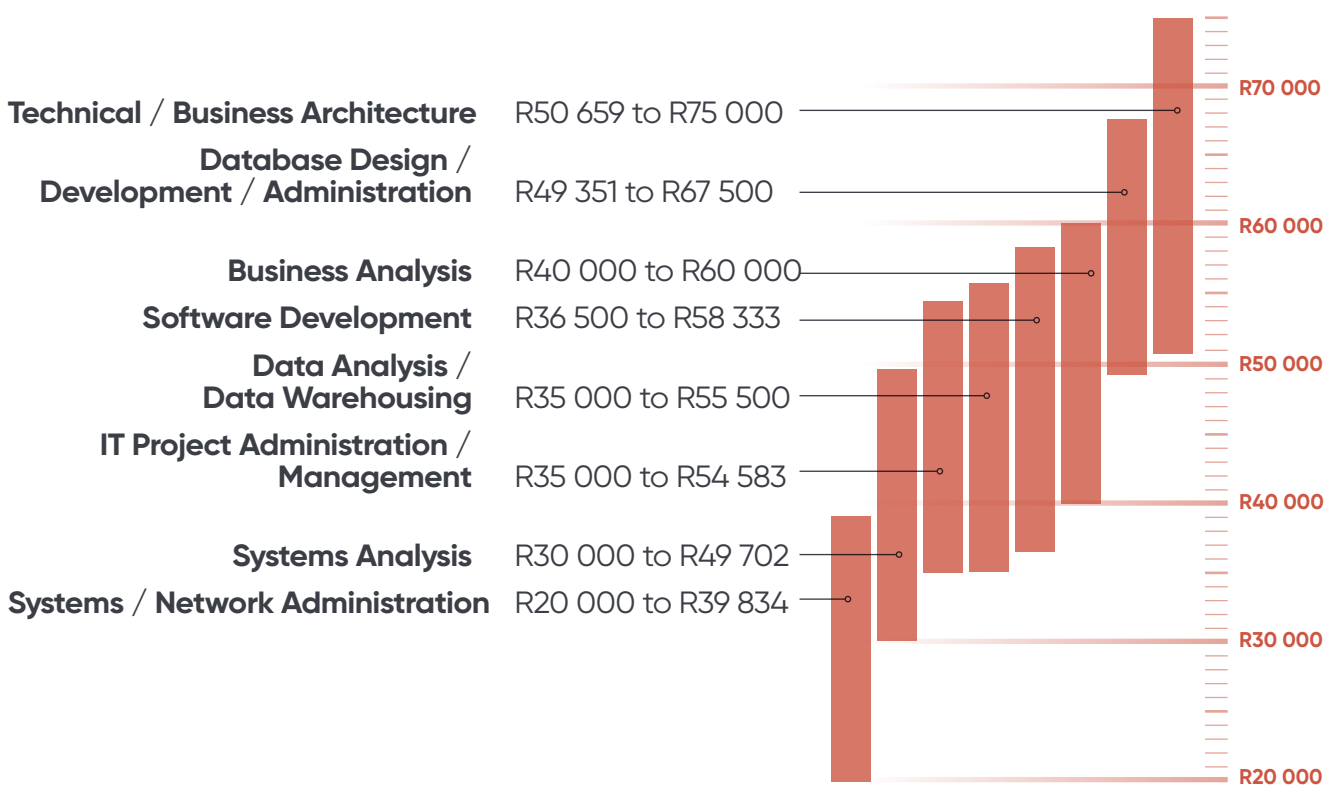 Technical / Business Architecture R50 659 to R75 000
Database Design /
Development / Administration R49 351 to R67 500
Business Analysis R40 000 to R60 000
Software Development R36 500 to R58 333
Data Analysis /
Data Warehousing R35 000 to R55 500
IT Project Administration /
Management R35 000 to R54 583
Systems Analysis R30 000 to R49 702
Systems / Network Administration R20 000 to R39 834
R70 000
R60 000
R50 000
R40 000
R30 000
R20 000